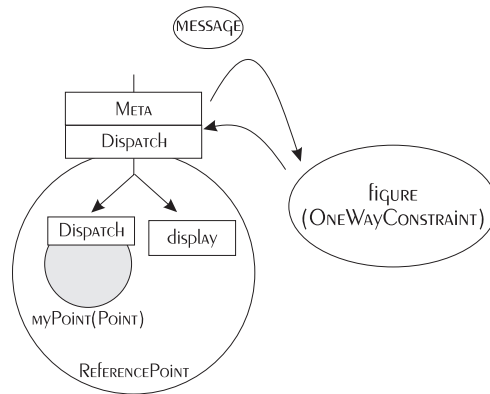 MESSAGE
META
Dispatch
figure
(OneWayConstraint)
Dispatch
display
myPoint(Point)
ReferencePoint